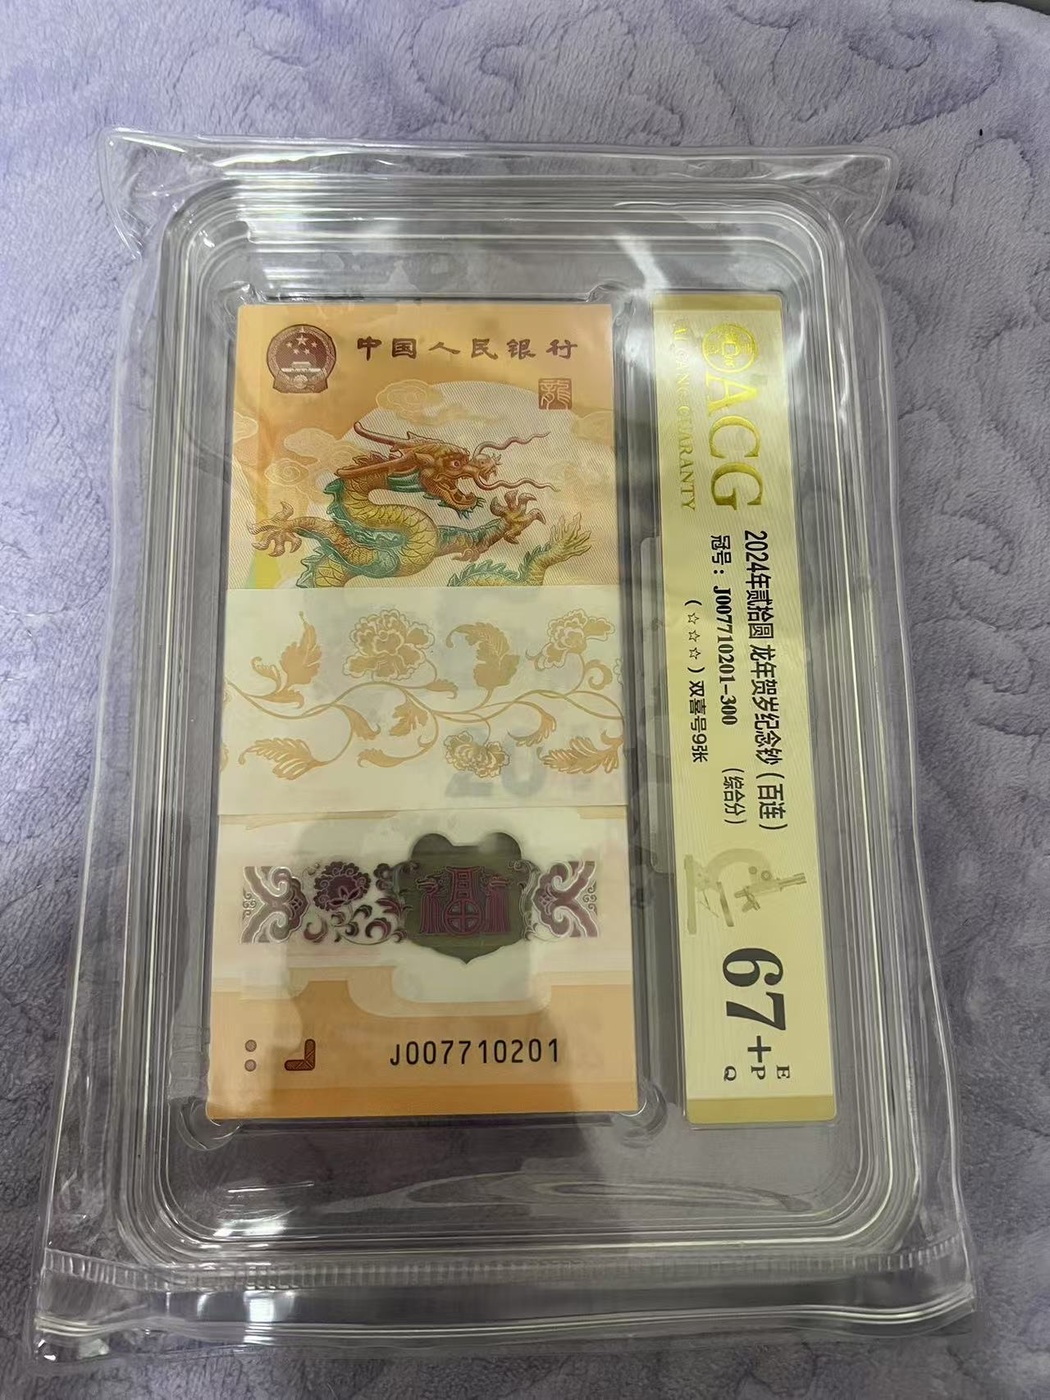 中国人民银行
龍
福
J007710201
ACG
GUARANTY
2024年贰拾圆 龙年贺岁纪念钞（百连）
冠号：J007710201-300 （综合分）
（☆☆☆）双喜号9张
67+
E
P
Q